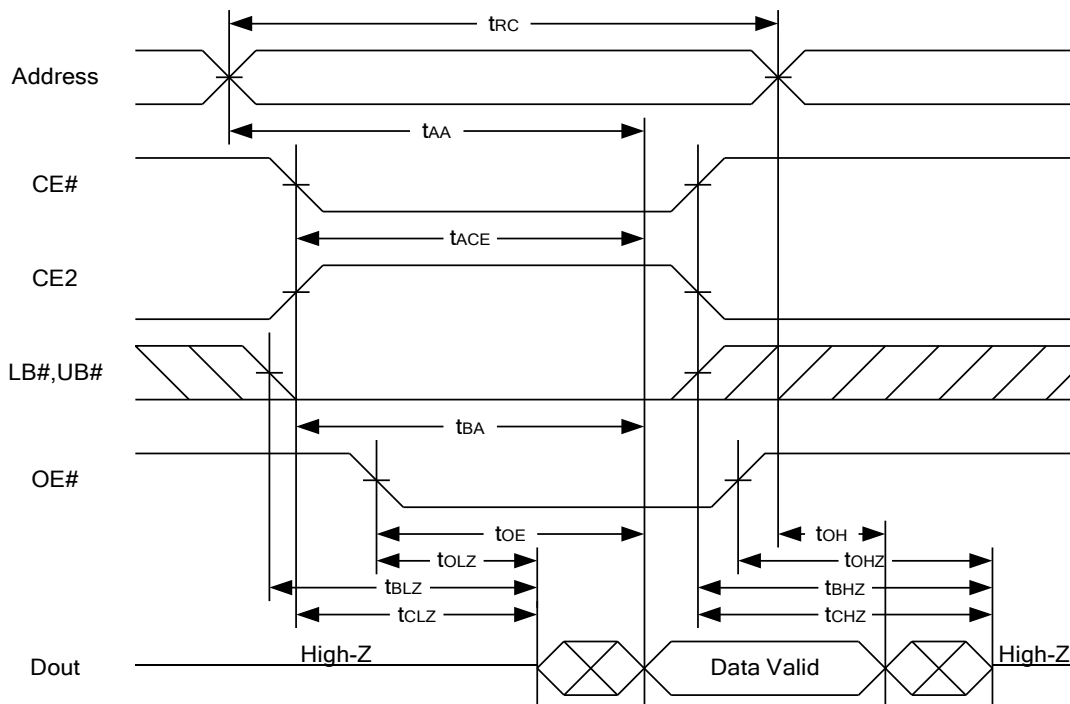 tRC
Address
tAA
CE#
tACE
CE2
LB#,UB#
tBA
OE#
tOE
tOH
tOLZ
tOHZ
tBLZ
tBHZ
tCLZ
tCHZ
Dout
High-Z
Data Valid
High-Z